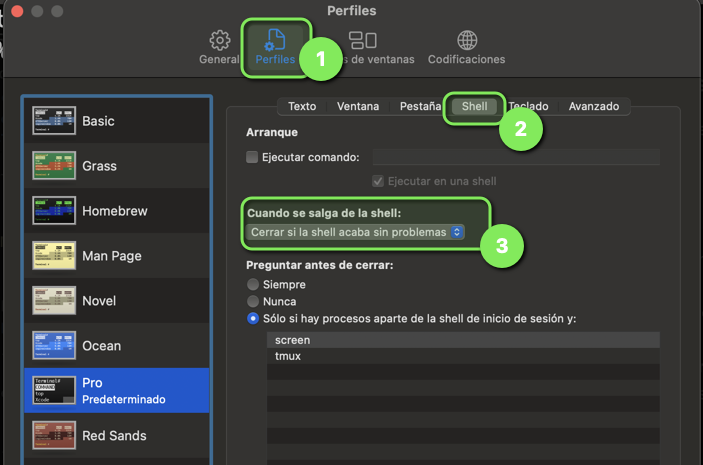 Perfiles
General
Perfiles
1
s de ventanas
Codificaciones
Texto
Ventana
Pestaña
Shell
Teclado
Avanzado
2
Basic
Grass
Homebrew
Man Page
Novel
Ocean
Pro
Predeterminado
Red Sands
Arranque
Ejecutar comando:
Ejecutar en una shell
Cuando se salga de la shell:
Cerrar si la shell acaba sin problemas
3
Preguntar antes de cerrar:
Siempre
Nunca
Sólo si hay procesos aparte de la shell de inicio de sesión y:
screen
tmux